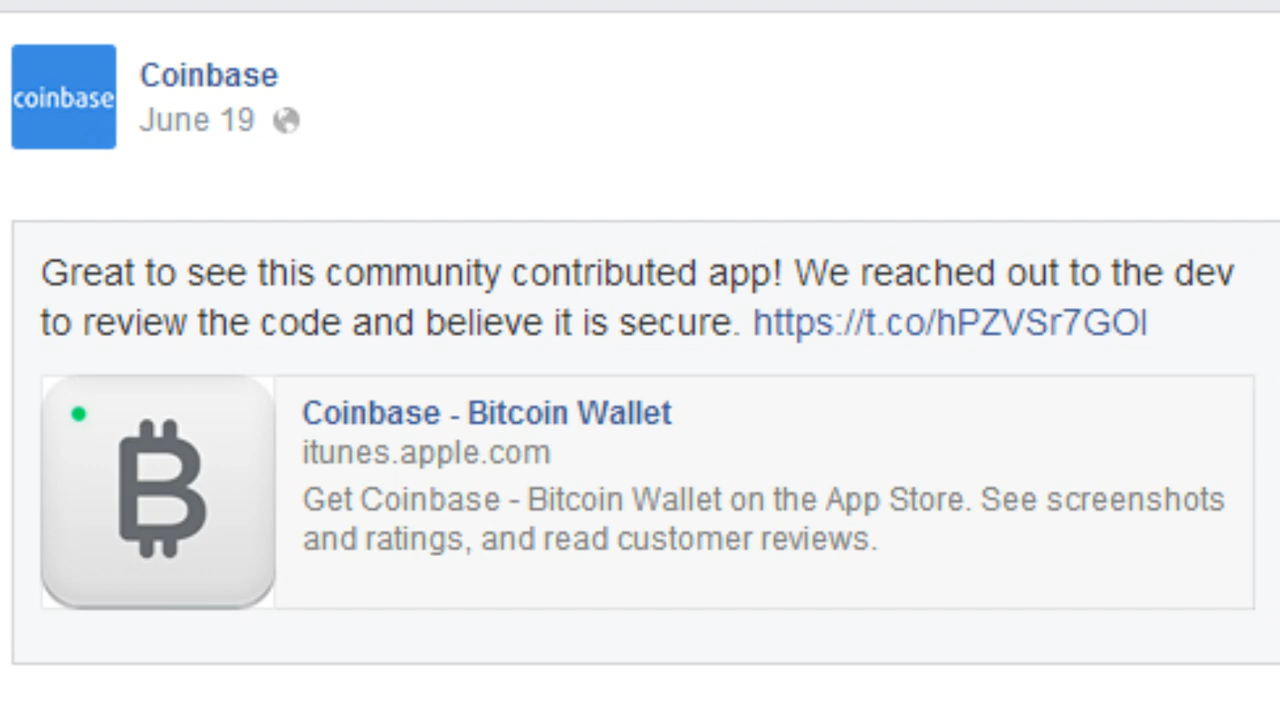 coinbase
Coinbase
June 19
Great to see this community contributed app! We reached out to the dev
to review the code and believe it is secure. https://t.co/hPZVSr7GOl
Coinbase - Bitcoin Wallet
itunes.apple.com
Get Coinbase - Bitcoin Wallet on the App Store. See screenshots
and ratings, and read customer reviews.